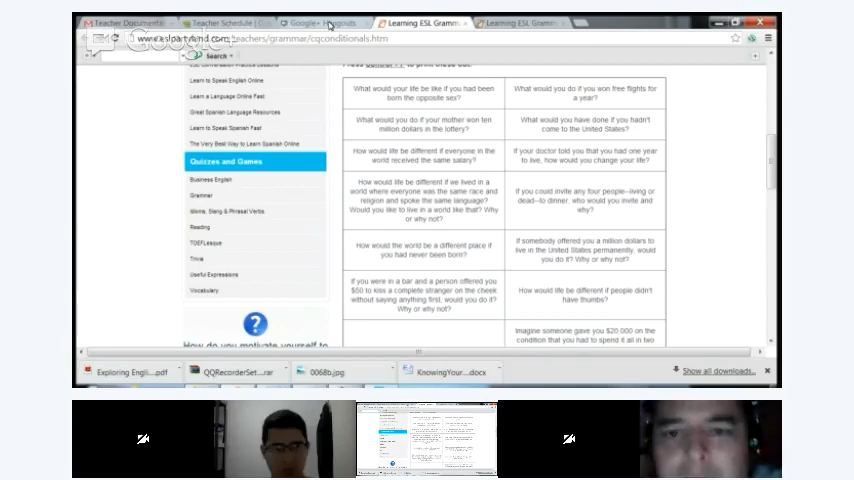 Teacher Documental
Teacher Schedule | G
Google+ Hangouts
Learning ESL Gramm
Learning ESL Gramm
Google+
www.eslpartyland.com/teachers/grammar/cqconditionals.htm
Search
ESL Conversation Practice Lessons
Learn to Speak English Online
Learn a Language Online Fast
Great Spanish Language Resources
Learn to Speak Spanish Fast
The Very Best Way to Learn Spanish Online
Quizzes and Games
Business English
Grammar
Idioms, Slang & Phrasal Verbs
Reading
TOEFLesque
Trivia
Useful Expressions
Vocabulary
How do you motivate yourself to
What would your life be like if you had been
born the opposite sex?
What would you do if you won free flights for
a year?
What would you do if your mother won ten
million dollars in the lottery?
What would you have done if you hadn't
come to the United States?
How would life be different if everyone in the
world received the same salary?
If your doctor told you that you had one year
to live, how would you change your life?
How would life be different if we lived in a
world where everyone was the same race and
religion and spoke the same language?
Would you like to live in a world like that? Why
or why not?
If you could invite any four people--living or
dead--to dinner, who would you invite and
why?
How would the world be a different place if
you had never been born?
If somebody offered you a million dollars to
live in the United States permanently, would
you do it? Why or why not?
If you were in a bar and a person offered you
$50 to kiss a complete stranger on the cheek
without saying anything first, would you do it?
Why or why not?
How would life be different if people didn't
have thumbs?
Imagine someone gave you $20,000 on the
condition that you had to spend it all in two
Exploring Engli....pdf
QQRecorderSet....rar
0068b.jpg
KnowingYour....docx
Show all downloads...